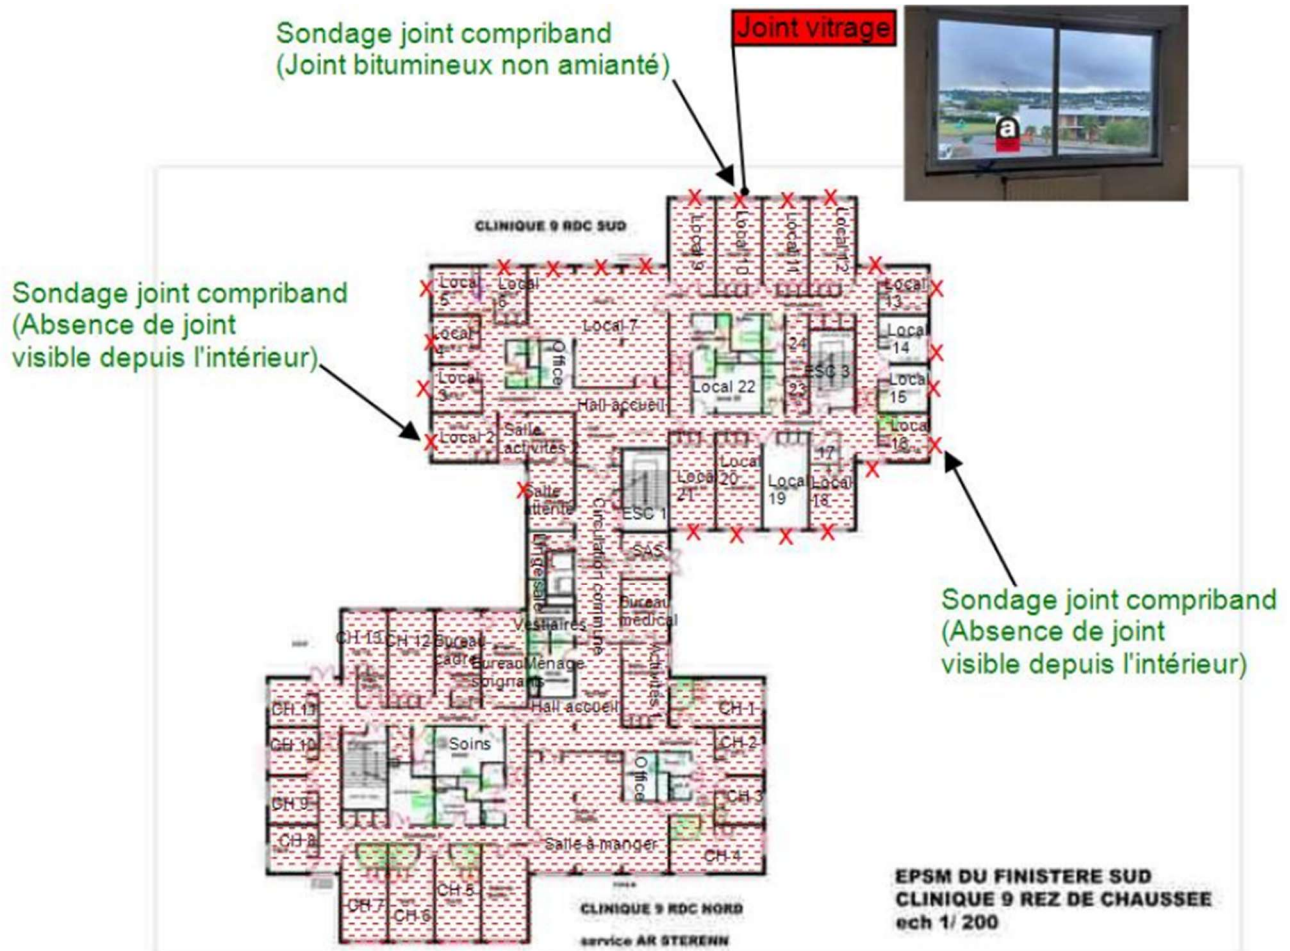 Sondage joint compriband
(Joint bitumineux non amianté)
Joint vitrage
a
CLINIQUE 9 RDC SUD
Local 9
Local 10
Local 11
Local 12
Sondage joint compriband
(Absence de joint
visible depuis l'intérieur)
Local
5
Local
6
Local
13
Local 7
Local
4
Office
24
ESC 3
Local
14
Local
3
Local 22
23
Local
15
Hall accueil
Local 2
Salle
activités
Local
16
17
Local
21
Local
20
Local
19
Local
18
Salle
attente
ESC 1
Circulation commune
Linge sale
SAS
Sondage joint compriband
(Absence de joint
visible depuis l'intérieur)
Bureau
médical
Vestiaires
CH 13
CH 12
Bureau
cadre
Bureau
soignants
Ménage
Activités
Hall accueil
CH 11
CH 1
CH 10
Soins
CH 2
Office
CH 9
CH 3
CH 8
Salle à manger
CH 4
CH 7
CH 6
CH 5
EPSM DU FINISTERE SUD
CLINIQUE 9 REZ DE CHAUSSEE
ech 1/ 200
CLINIQUE 9 RDC NORD
service AR STERENN